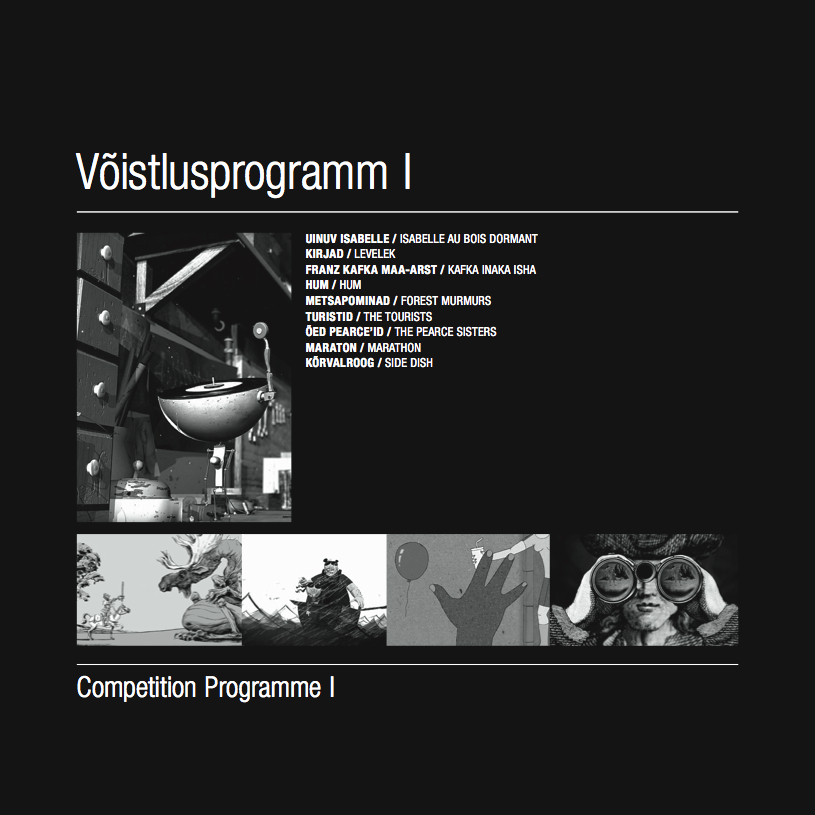 Võistlusprogramm I
UINUV ISABELLE / ISABELLE AU BOIS DORMANT
KIRJAD / LEVELEK
FRANZ KAFKA MAA-ARST / KAFKA INAKA ISHA
HUM / HUM
METSAPOMINAD / FOREST MURMURS
TURISTID / THE TOURISTS
ÕED PEARCE'ID / THE PEARCE SISTERS
MARATON / MARATHON
KÕRVALROOG / SIDE DISH
Competition Programme I